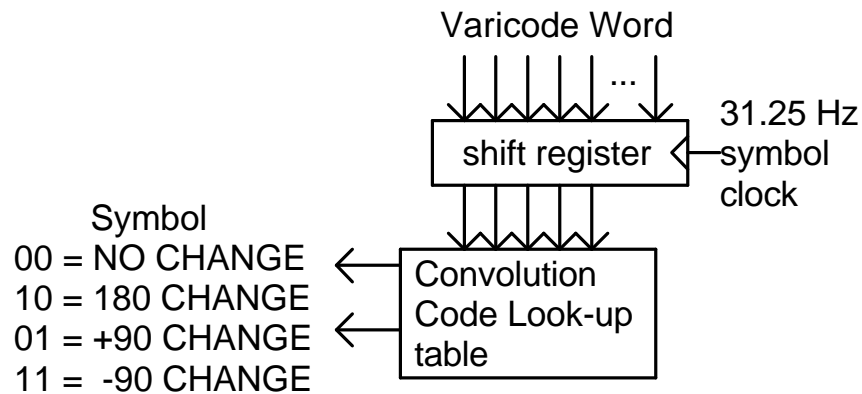 Varicode Word
...
31.25 Hz
shift register
symbol
clock
Symbol
00 = NO CHANGE
10 = 180 CHANGE
01 = +90 CHANGE
11 = -90 CHANGE
Convolution
Code Look-up
table